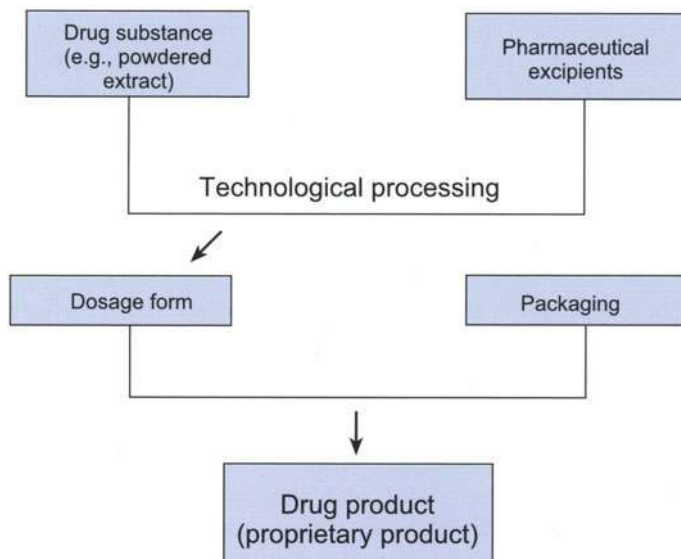 Drug substance
(e.g., powdered
extract)
Pharmaceutical
excipients
Technological processing
Dosage form
Packaging
Drug product
(proprietary product)